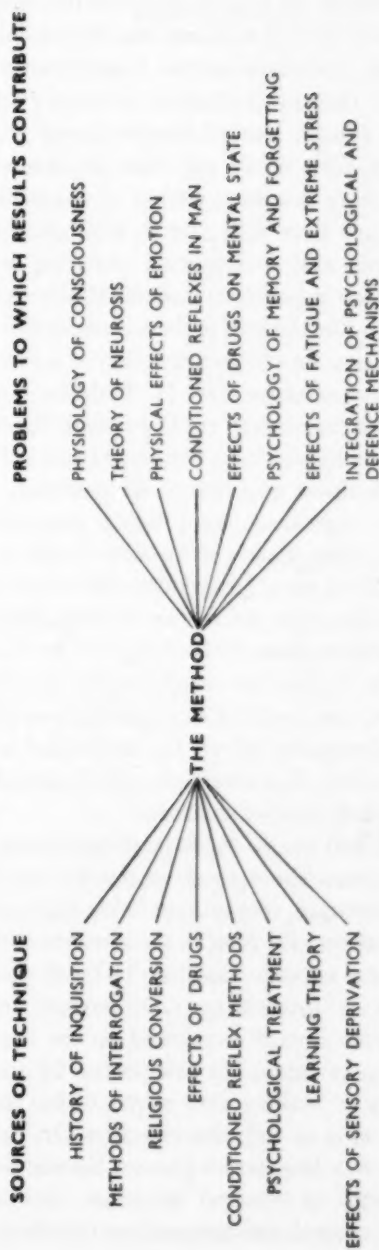 SOURCES OF TECHNIQUE
HISTORY OF INQUISITION
METHODS OF INTERROGATION
RELIGIOUS CONVERSION
EFFECTS OF DRUGS
CONDITIONED REFLEX METHODS
PSYCHOLOGICAL TREATMENT
LEARNING THEORY
EFFECTS OF SENSORY DEPRIVATION
THE METHOD
PROBLEMS TO WHICH RESULTS CONTRIBUTE
PHYSIOLOGY OF CONSCIOUSNESS
THEORY OF NEUROSIS
PHYSICAL EFFECTS OF EMOTION
CONDITIONED REFLEXES IN MAN
EFFECTS OF DRUGS ON MENTAL STATE
PSYCHOLOGY OF MEMORY AND FORGETTING
EFFECTS OF FATIGUE AND EXTREME STRESS
INTEGRATION OF PSYCHOLOGICAL AND
DEFENCE MECHANISMS